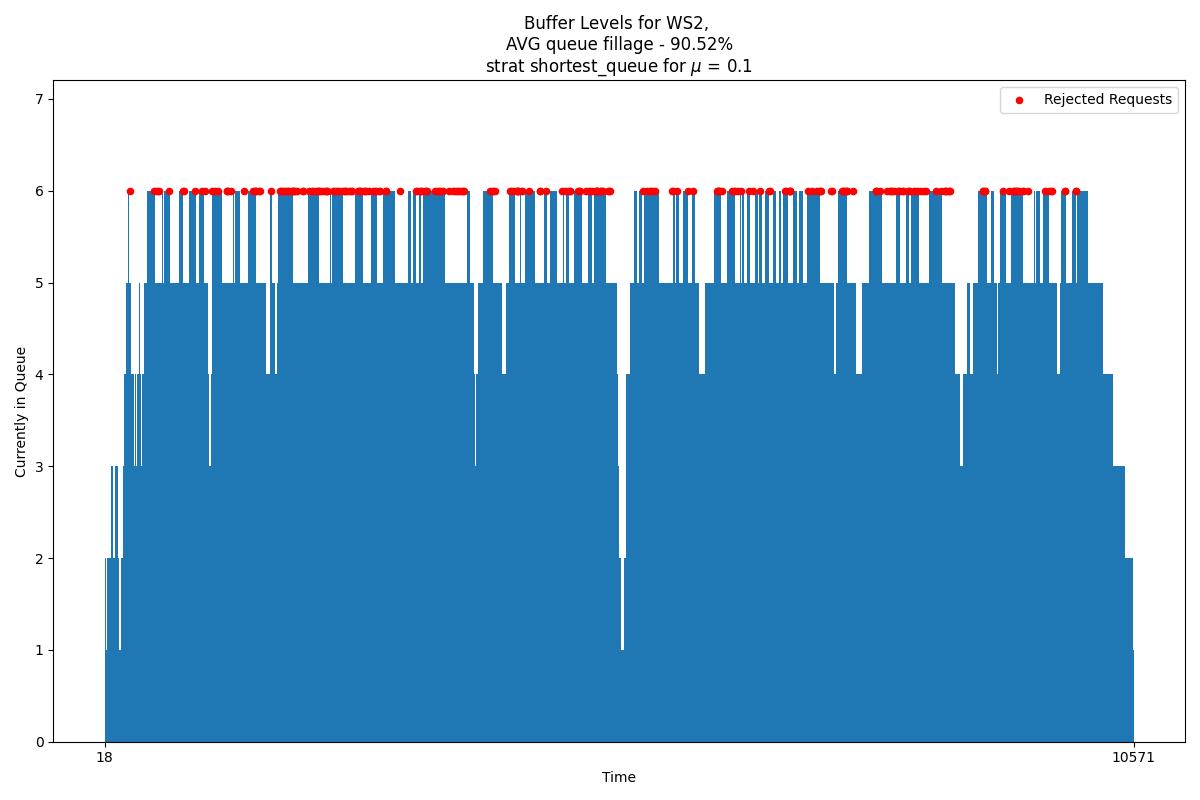 Buffer Levels for WS2,
AVG queue fillage - 90.52%
strat shortest_queue for μ = 0.1
Rejected Requests
7
6
5
4
3
2
1
0
Currently in Queue
18
10571
Time